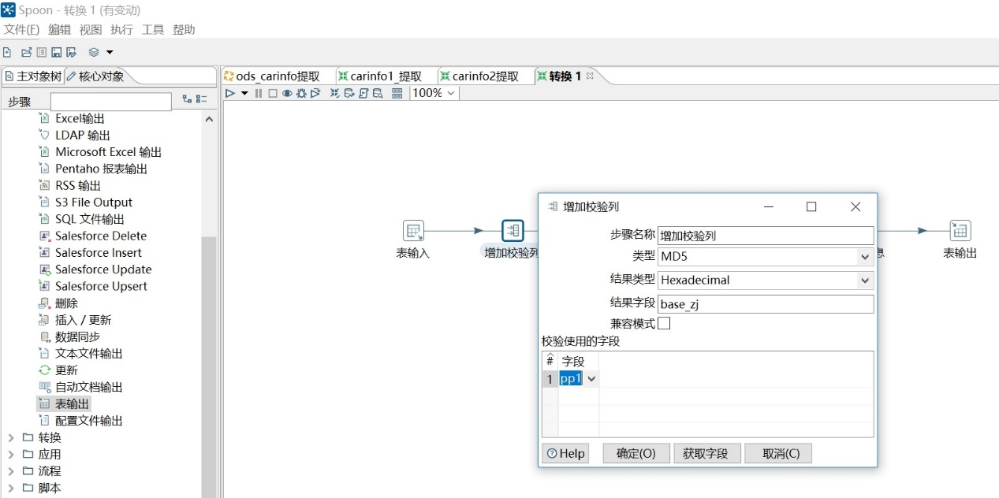 Spoon - 转换 1 (有变动)
文件(F) 编辑 视图 执行 工具 帮助
主对象树 核心对象
步骤
Excel输出
LDAP 输出
Microsoft Excel 输出
Pentaho 报表输出
RSS 输出
S3 File Output
SQL 文件输出
Salesforce Delete
Salesforce Insert
Salesforce Update
Salesforce Upsert
删除
插入 / 更新
数据同步
文本文件输出
更新
自动文档输出
表输出
配置文件输出
转换
应用
流程
脚本
ods_carinfo提取 carinfo1_提取 carinfo2提取 转换 1
100%
表输入
增加校验列
息
表输出
增加校验列
步骤名称 增加校验列
类型 MD5
结果类型 Hexadecimal
结果字段 base_zj
兼容模式
校验使用的字段
# 字段
1 pp1
Help 确定(O) 获取字段 取消(C)